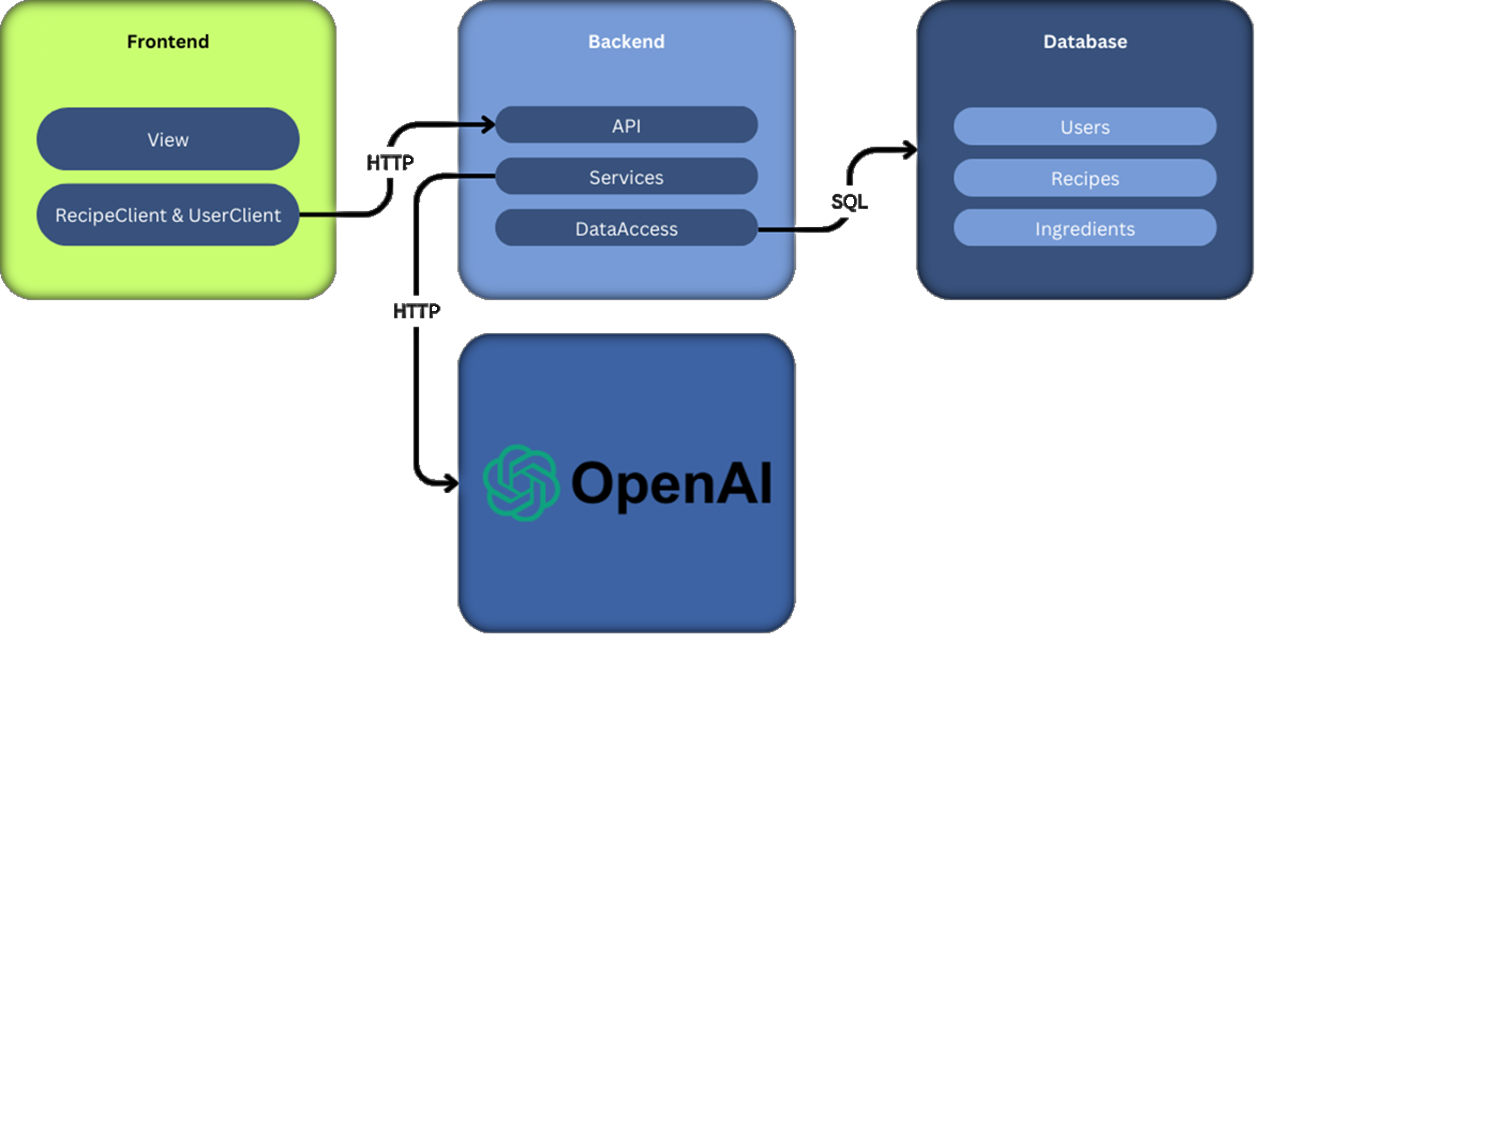 Frontend
View
RecipeClient & UserClient
HTTP
Backend
API
Services
DataAccess
HTTP
SQL
Database
Users
Recipes
Ingredients
OpenAI